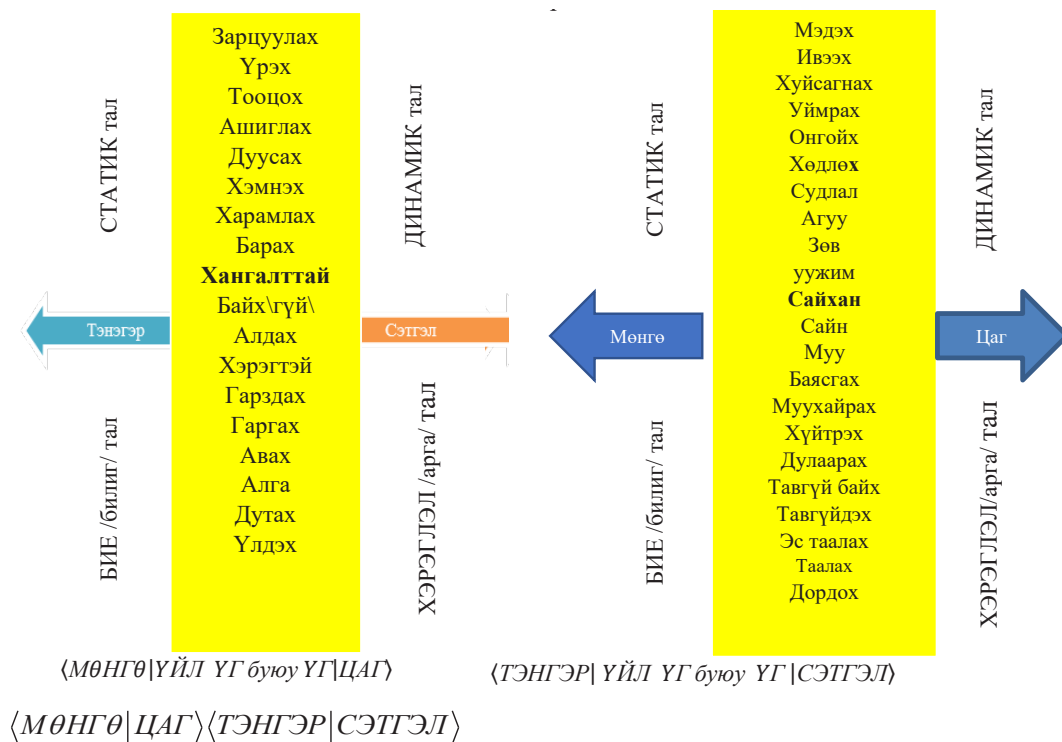 СТАТИК тал
БИЕ /билиг/ тал
Тэнэгэр
Зарцуулах
Үрэх
Тооцох
Ашиглах
Дуусах
Хэмнэх
Харамлах
Барах
Хангалттай
Байх\гүй\
Алдах
Хэрэгтэй
Гарздах
Гаргах
Авах
Алга
Дутах
Үлдэх
ДИНАМИК тал
Сэтгэл
ХЭРЭГЛЭЛ /арга/ тал
⟨МӨНГӨ|ҮЙЛ ҮГ буюу ҮГ|ЦАГ⟩
СТАТИК тал
БИЕ /билиг/ тал
Мөнгө
Мэдэх
Ивээх
Хуйсагнах
Уймрах
Онгойх
Хөдлөх
Судлал
Агуу
Зөв
уужим
Сайхан
Сайн
Муу
Баясгах
Муухайрах
Хүйтрэх
Дулаарах
Тавгүй байх
Тавгүйдэх
Эс таалах
Таалах
Дордох
ДИНАМИК тал
Цаг
ХЭРЭГЛЭЛ/арга/ тал
⟨ТЭНГЭР| ҮЙЛ ҮГ буюу ҮГ |СЭТГЭЛ⟩
⟨МӨНГӨ|ЦАГ⟩⟨ТЭНГЭР|СЭТГЭЛ⟩